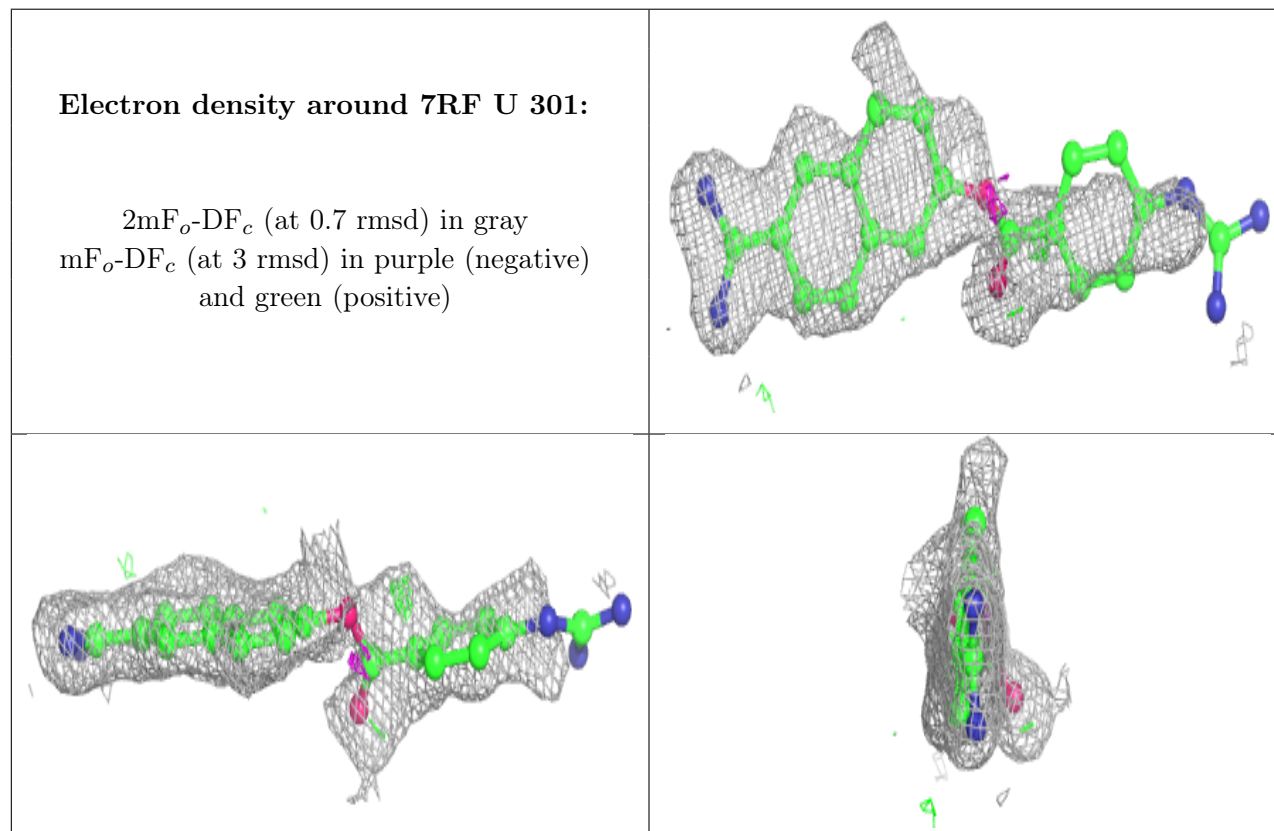 Electron density around 7RF U 301:
2mFo-DFc (at 0.7 rmsd) in gray
mFo-DFc (at 3 rmsd) in purple (negative)
and green (positive)